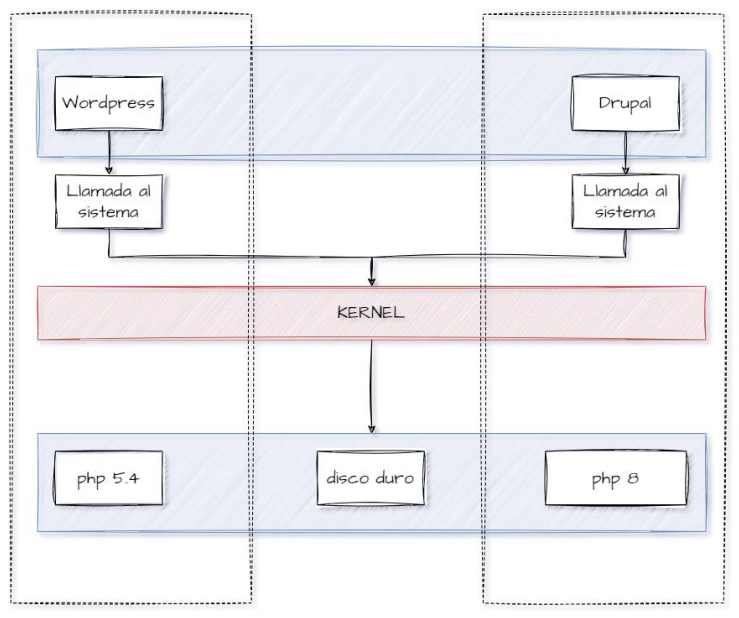 Wordpress
Drupal
Llamada al
sistema
Llamada al
sistema
KERNEL
php 5.4
disco duro
php 8